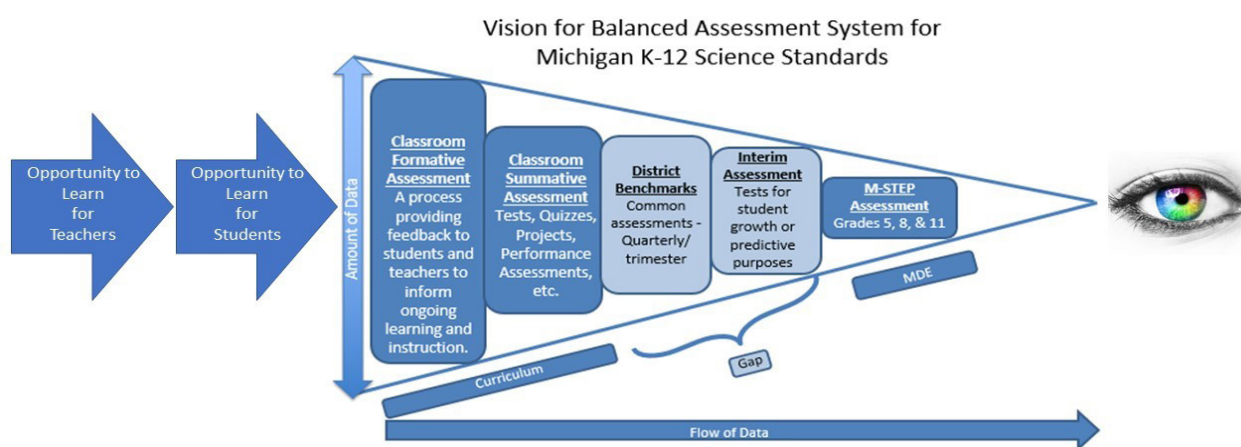 Vision for Balanced Assessment System for
Michigan K-12 Science Standards
Opportunity to
Learn
for
Teachers
Opportunity to
Learn
for
Students
Amount of Data
Classroom
Formative
Assessment
A process
providing
feedback to
students and
teachers to
inform
ongoing
learning and
instruction.
Classroom
Summative
Assessment
Tests, Quizzes,
Projects,
Performance
Assessments,
etc.
District
Benchmarks
Common
assessments -
Quarterly/
trimester
Interim
Assessment
Tests for
student
growth or
predictive
purposes
M-STEP
Assessment
Grades 5, 8, & 11
MDE
Gap
Curriculum
Flow of Data